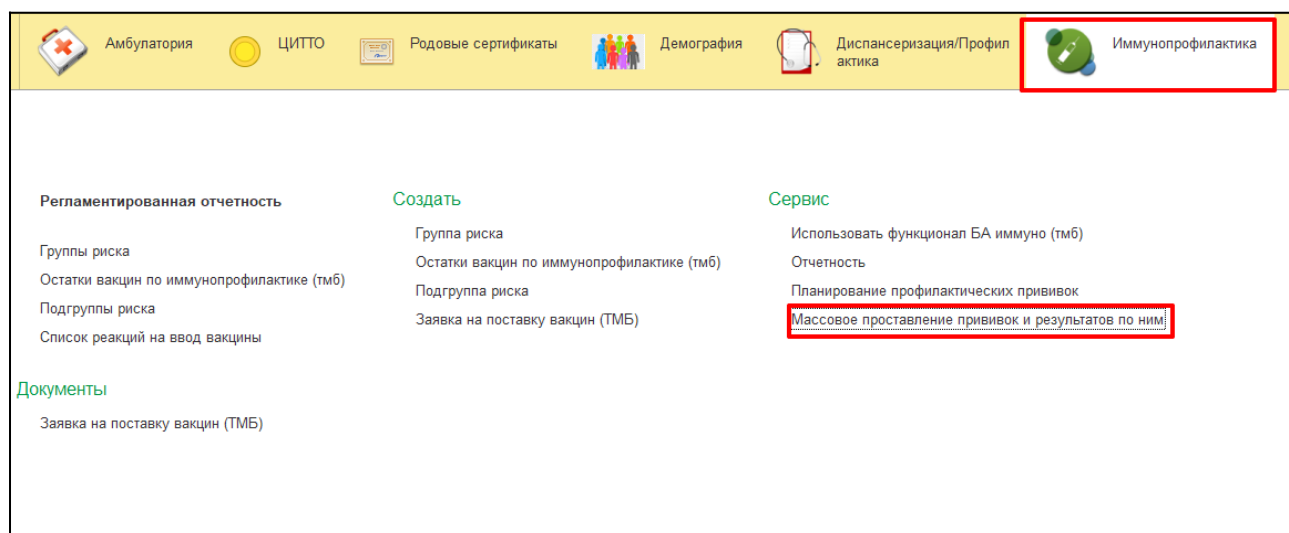 Амбулатория
ЦИТТО
Родовые сертификаты
Демография
Диспансеризация/Профил
актика
Иммунопрофилактика
Регламентированная отчетность
Группы риска
Остатки вакцин по иммунопрофилактике (тмб)
Подгруппы риска
Список реакций на ввод вакцины
Создать
Группа риска
Остатки вакцин по иммунопрофилактике (тмб)
Подгруппа риска
Заявка на поставку вакцин (ТМБ)
Сервис
Использовать функционал БА иммуно (тмб)
Отчетность
Планирование профилактических прививок
Массовое проставление прививок и результатов по ним
Документы
Заявка на поставку вакцин (ТМБ)